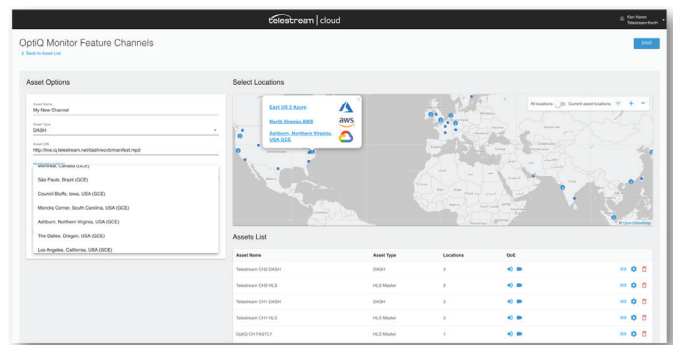 telestream | cloud
Ken Haren
Telestream-KenH
OptiQ Monitor Feature Channels
SAVE
Back to Asset List
Asset Options
Select Locations
Asset Name
My New Channel
Asset Type
DASH
Asset URL
http://live.iq.telestream.net/dash/wcvb/manifest.mpd
Montreal, Canada (GCE)
São Paulo, Brazil (GCE)
Council Bluffs, Iowa, USA (GCE)
Moncks Corner, South Carolina, USA (GCE)
Ashburn, Northern Virginia, USA (GCE)
The Dalles, Oregon, USA (GCE)
Los Angeles, California, USA (GCE)
East US 2 Azure
North Virginia AWS
aws
Ashburn, Northern Virginia,
USA GCE
All locations
Current asset locations
© OpenStreetMap
Assets List
Asset Name Asset Type Locations QoE
Telestream CH2 DASH DASH 3
Telestream CH2 HLS HLS Master 3
Telestream CH1 DASH DASH 3
Telestream CH1 HLS HLS Master 3
OptiQ CH FASTLY HLS Master 1